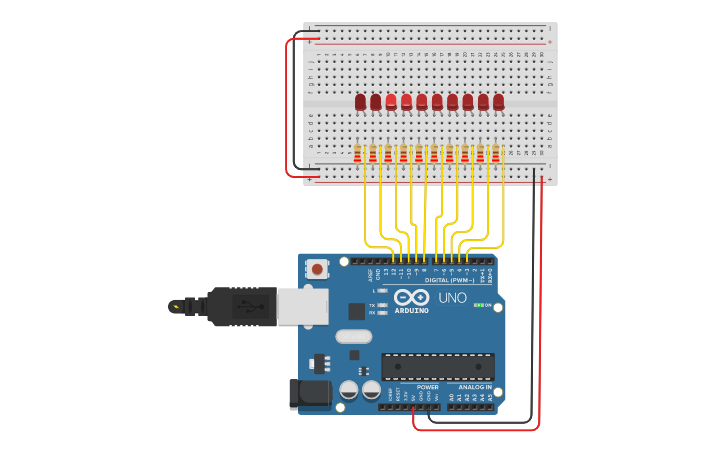 j i h g f
e d c b a
AREF
GND
13
12
~11
~10
~9
8
7
~6
~5
4
~3
2
TX→1
RX←0
DIGITAL (PWM~)
L
TX
RX
UNO
ON
ARDUINO
POWER
ANALOG IN
IOREF
RESET
3.3V
5V
GND
GND
Vin
A0
A1
A2
A3
A4
A5